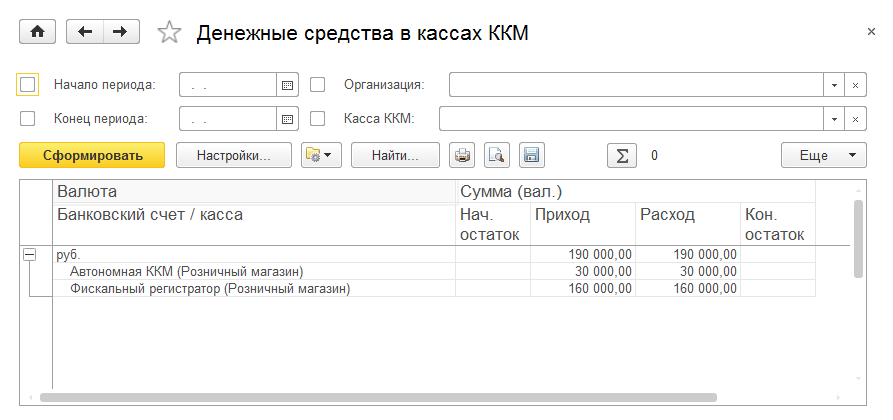 Денежные средства в кассах ККМ
Начало периода: . . Организация:
Конец периода: . . Касса ККМ:
Сформировать Настройки... Найти... Σ 0 Еще
Валюта Сумма (вал.)
Банковский счет / касса Нач. остаток Приход Расход Кон. остаток
руб. 190 000,00 190 000,00
Автономная ККМ (Розничный магазин) 30 000,00 30 000,00
Фискальный регистратор (Розничный магазин) 160 000,00 160 000,00